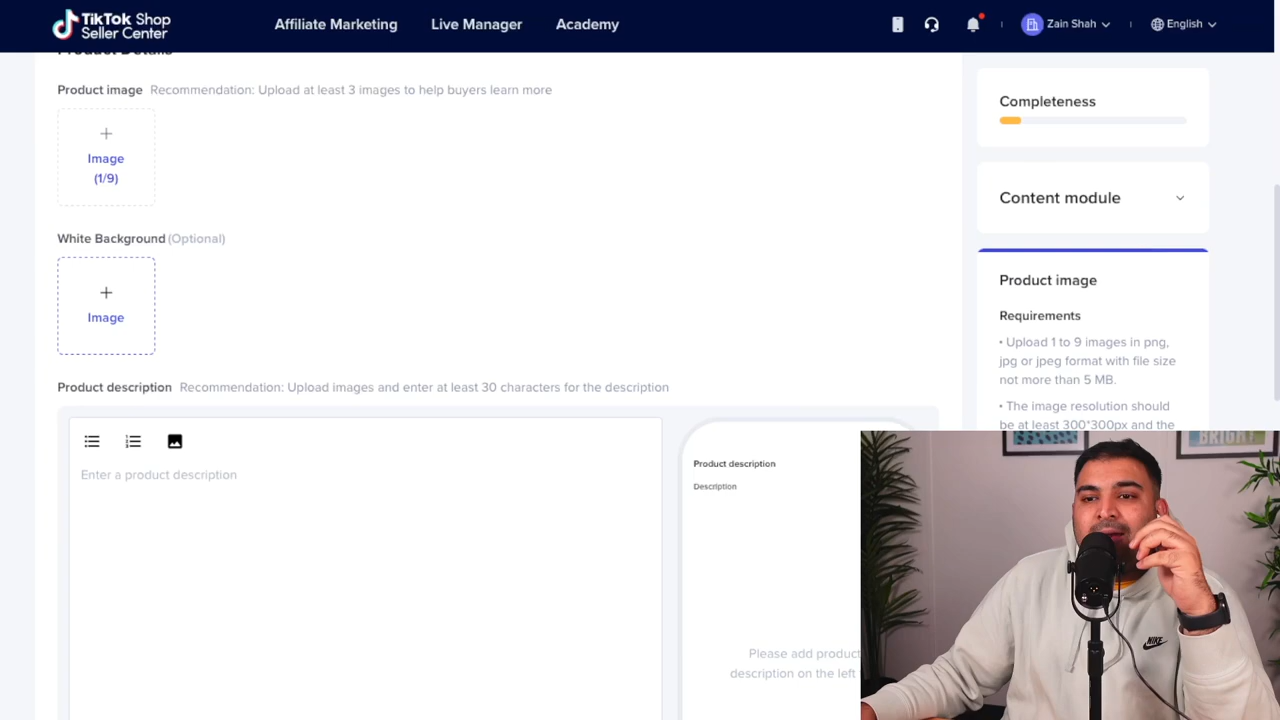 TikTok Shop
Seller Center
Affiliate Marketing
Live Manager
Academy
Zain Shah
English
Product Details
Product image Recommendation: Upload at least 3 images to help buyers learn more
Image
(1/9)
White Background (Optional)
Image
Product description Recommendation: Upload images and enter at least 30 characters for the description
Enter a product description
Product description
Description
Please add product
description on the left
Completeness
Content module
Product image
Requirements
• Upload 1 to 9 images in png,
jpg or jpeg format with file size
not more than 5 MB.
• The image resolution should
be at least 300*300px and the
BRIGHT
NIKE